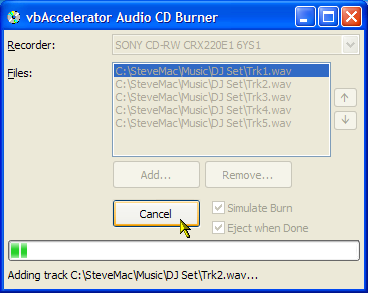 vbAccelerator Audio CD Burner
Recorder: SONY CD-RW CRX220E1 6YS1
Files: C:\SteveMac\Music\DJ Set\Trk1.wav
C:\SteveMac\Music\DJ Set\Trk2.wav
C:\SteveMac\Music\DJ Set\Trk3.wav
C:\SteveMac\Music\DJ Set\Trk4.wav
C:\SteveMac\Music\DJ Set\Trk5.wav
Add... Remove...
Cancel Simulate Burn
Eject when Done
Adding track C:\SteveMac\Music\DJ Set\Trk2.wav...